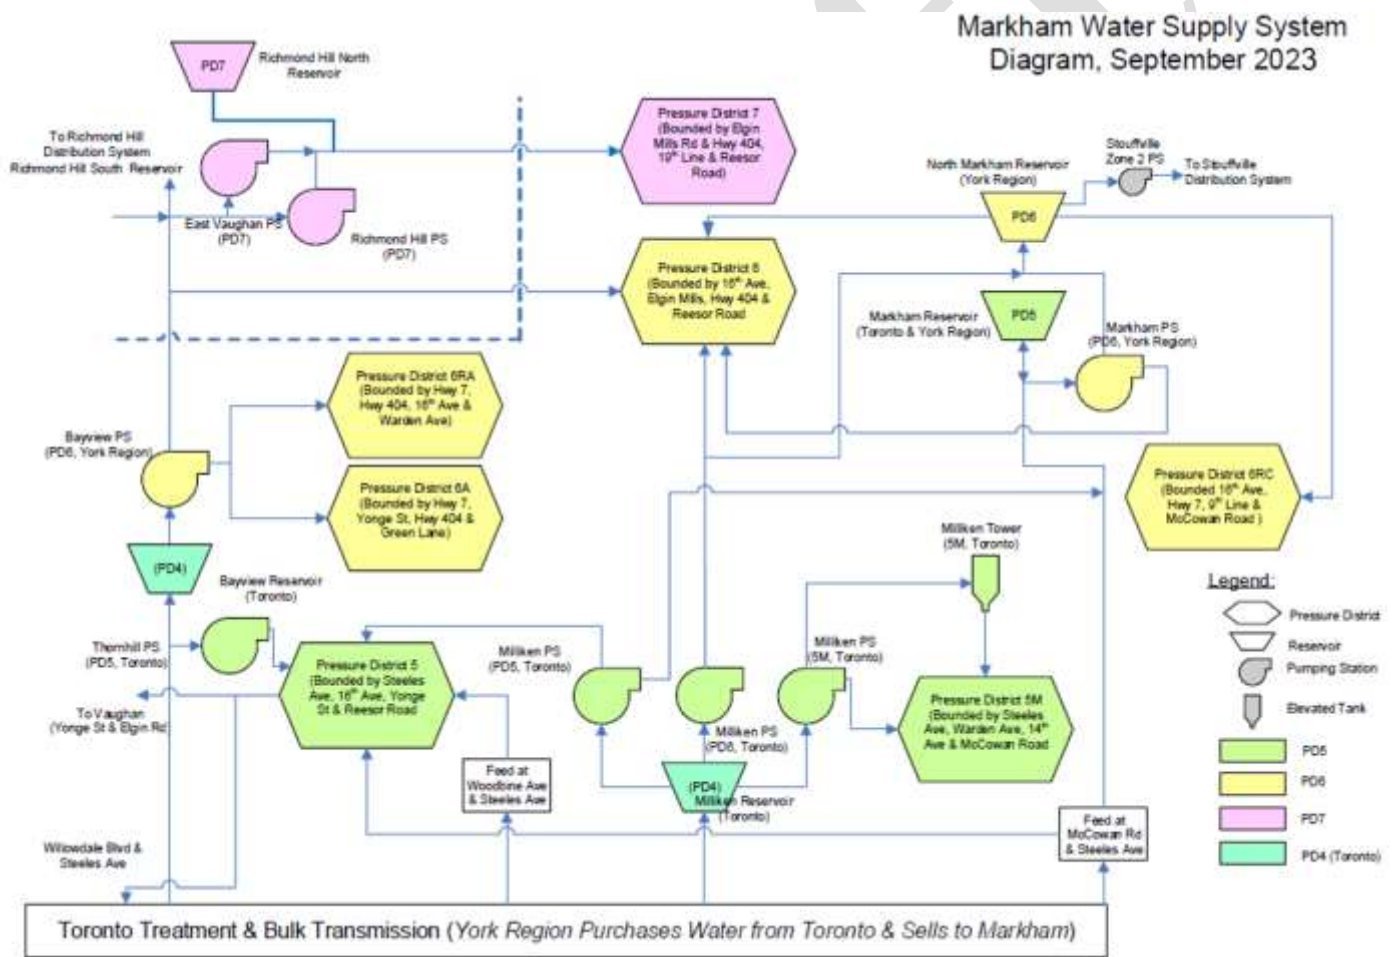 Markham Water Supply System
Diagram, September 2023
PD7
Richmond Hill North
Reservoir
To Richmond Hill
Distribution System
Richmond Hill South Reservoir
East Vaughan PS
(PD7)
Richmond Hill PS
(PD7)
Pressure District 7
(Bounded by Elgin
Mills Rd & Hwy 404,
19th Line & Reesor
Road)
North Markham Reservoir
(York Region)
PD6
Stouffville
Zone 2 PS
To Stouffville
Distribution System
Pressure District 6
(Bounded by 16th Ave,
Elgin Mills, Hwy 404 &
Reesor Road
Markham Reservoir
(Toronto & York Region)
PD5
Markham PS
(PD6, York Region)
Pressure District 6RA
(Bounded by Hwy 7,
Hwy 404, 16th Ave &
Warden Ave)
Bayview PS
(PD6, York Region)
Pressure District 6A
(Bounded by Hwy 7,
Yonge St, Hwy 404 &
Green Lane)
Pressure District 6RC
(Bounded 16th Ave,
Hwy 7, 9th Line &
McCowan Road )
(PD4)
Bayview Reservoir
(Toronto)
Milliken Tower
(5M, Toronto)
Thornhill PS
(PD5, Toronto)
Pressure District 5
(Bounded by Steeles
Ave, 16th Ave, Yonge
St & Reesor Road
Milliken PS
(PD5, Toronto)
Milliken PS
(5M, Toronto)
To Vaughan
(Yonge St & Elgin Rd
Milliken PS
(PD6, Toronto)
Pressure District 5M
(Bounded by Steeles
Ave, Warden Ave, 14th
Ave & McCowan Road
Feed at
Woodbine Ave
& Steeles Ave
(PD4)
Milliken Reservoir
(Toronto)
Feed at
McCowan Rd
& Steeles Ave
Willowdale Blvd &
Steeles Ave
Legend:
Pressure District
Reservoir
Pumping Station
Elevated Tank
PD5
PD6
PD7
PD4 (Toronto)
Toronto Treatment & Bulk Transmission (York Region Purchases Water from Toronto & Sells to Markham)